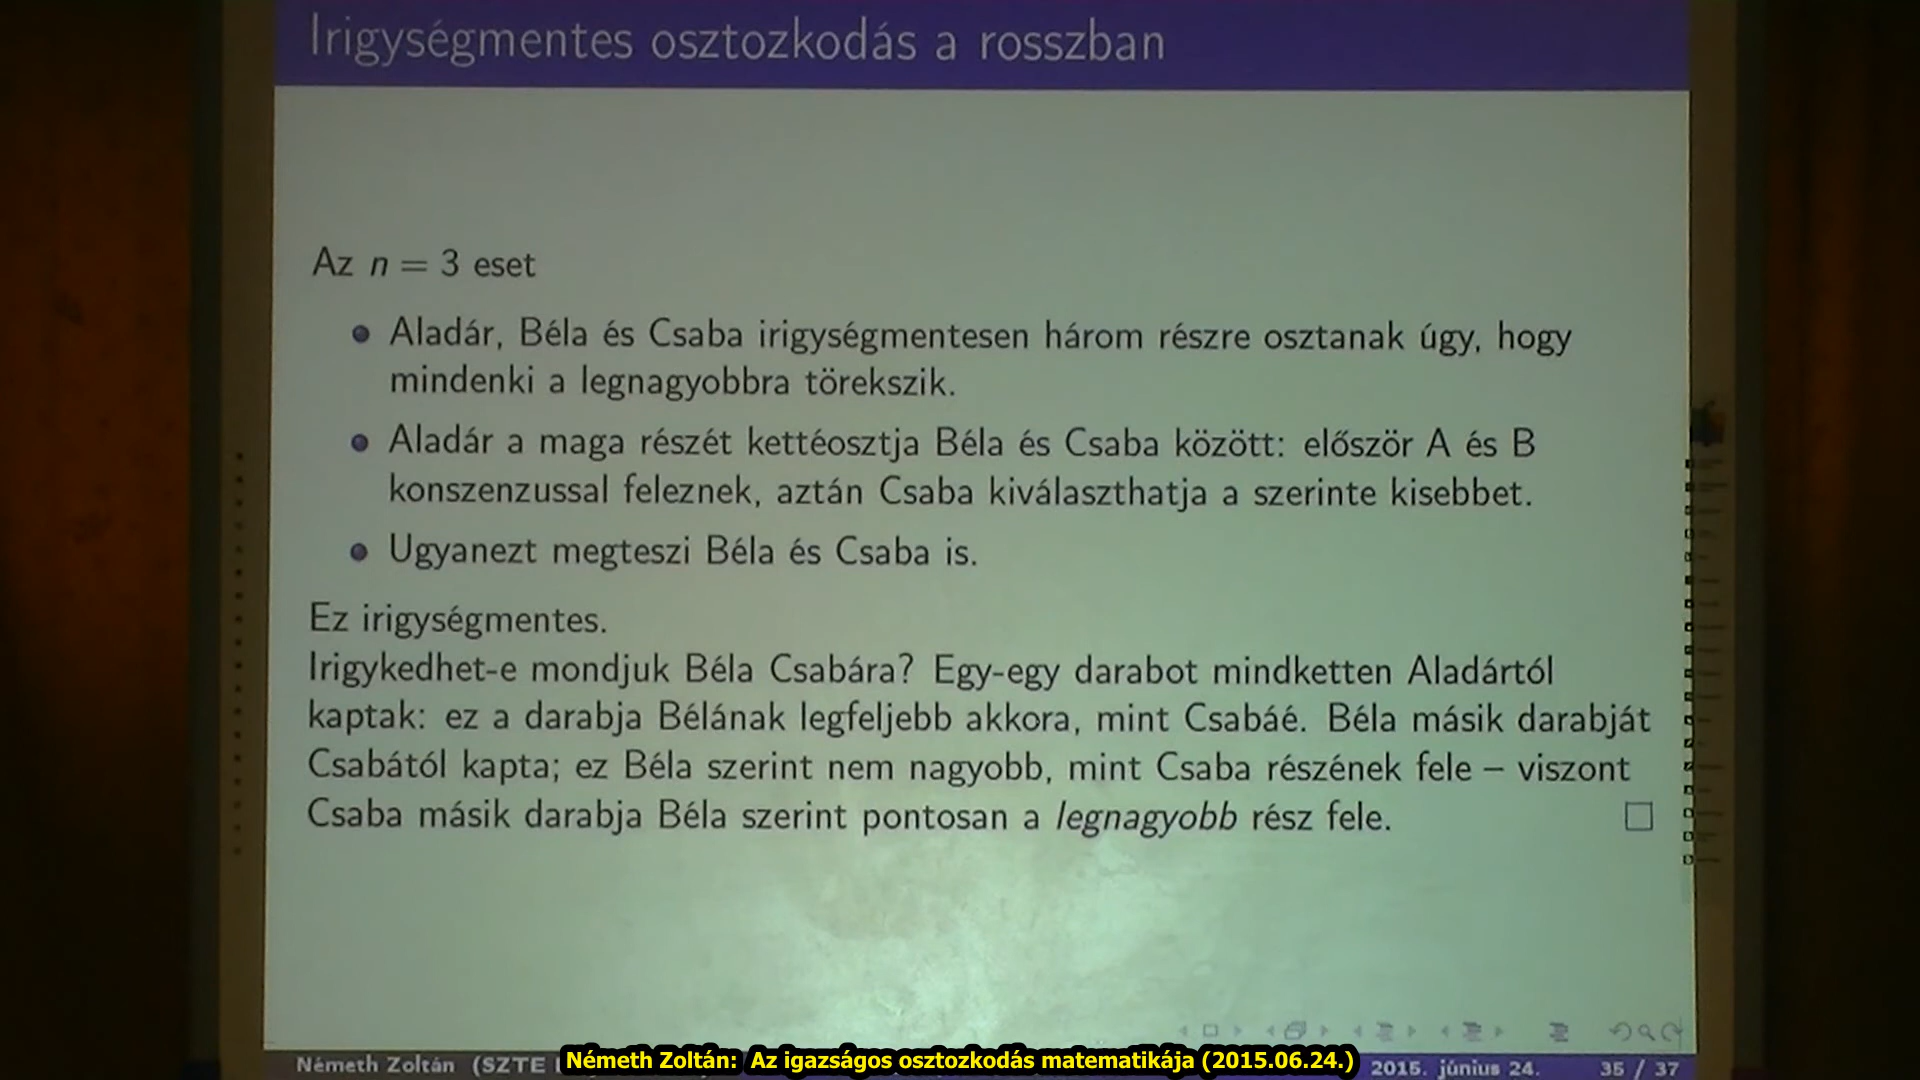 Irigységmentes osztozkodás a rosszban
Az n = 3 eset
Aladár, Béla és Csaba irigységmentesen három részre osztanak úgy, hogy
mindenki a legnagyobbra törekszik.
Aladár a maga részét kettéosztja Béla és Csaba között: először A és B
konszenzussal feleznek, aztán Csaba kiválaszthatja a szerinte kisebbet.
Ugyanezt megteszi Béla és Csaba is.
Ez irigységmentes.
Irigykedhet-e mondjuk Béla Csabára? Egy-egy darabot mindketten Aladártól
kaptak: ez a darabja Bélának legfeljebb akkora, mint Csabáé. Béla másik darabját
Csabától kapta; ez Béla szerint nem nagyobb, mint Csaba részének fele – viszont
Csaba másik darabja Béla szerint pontosan a legnagyobb rész fele.
Németh Zoltán (SZTE
Németh Zoltán: Az igazságos osztozkodás matematikája (2015.06.24.)
2015. június 24.
35 / 37